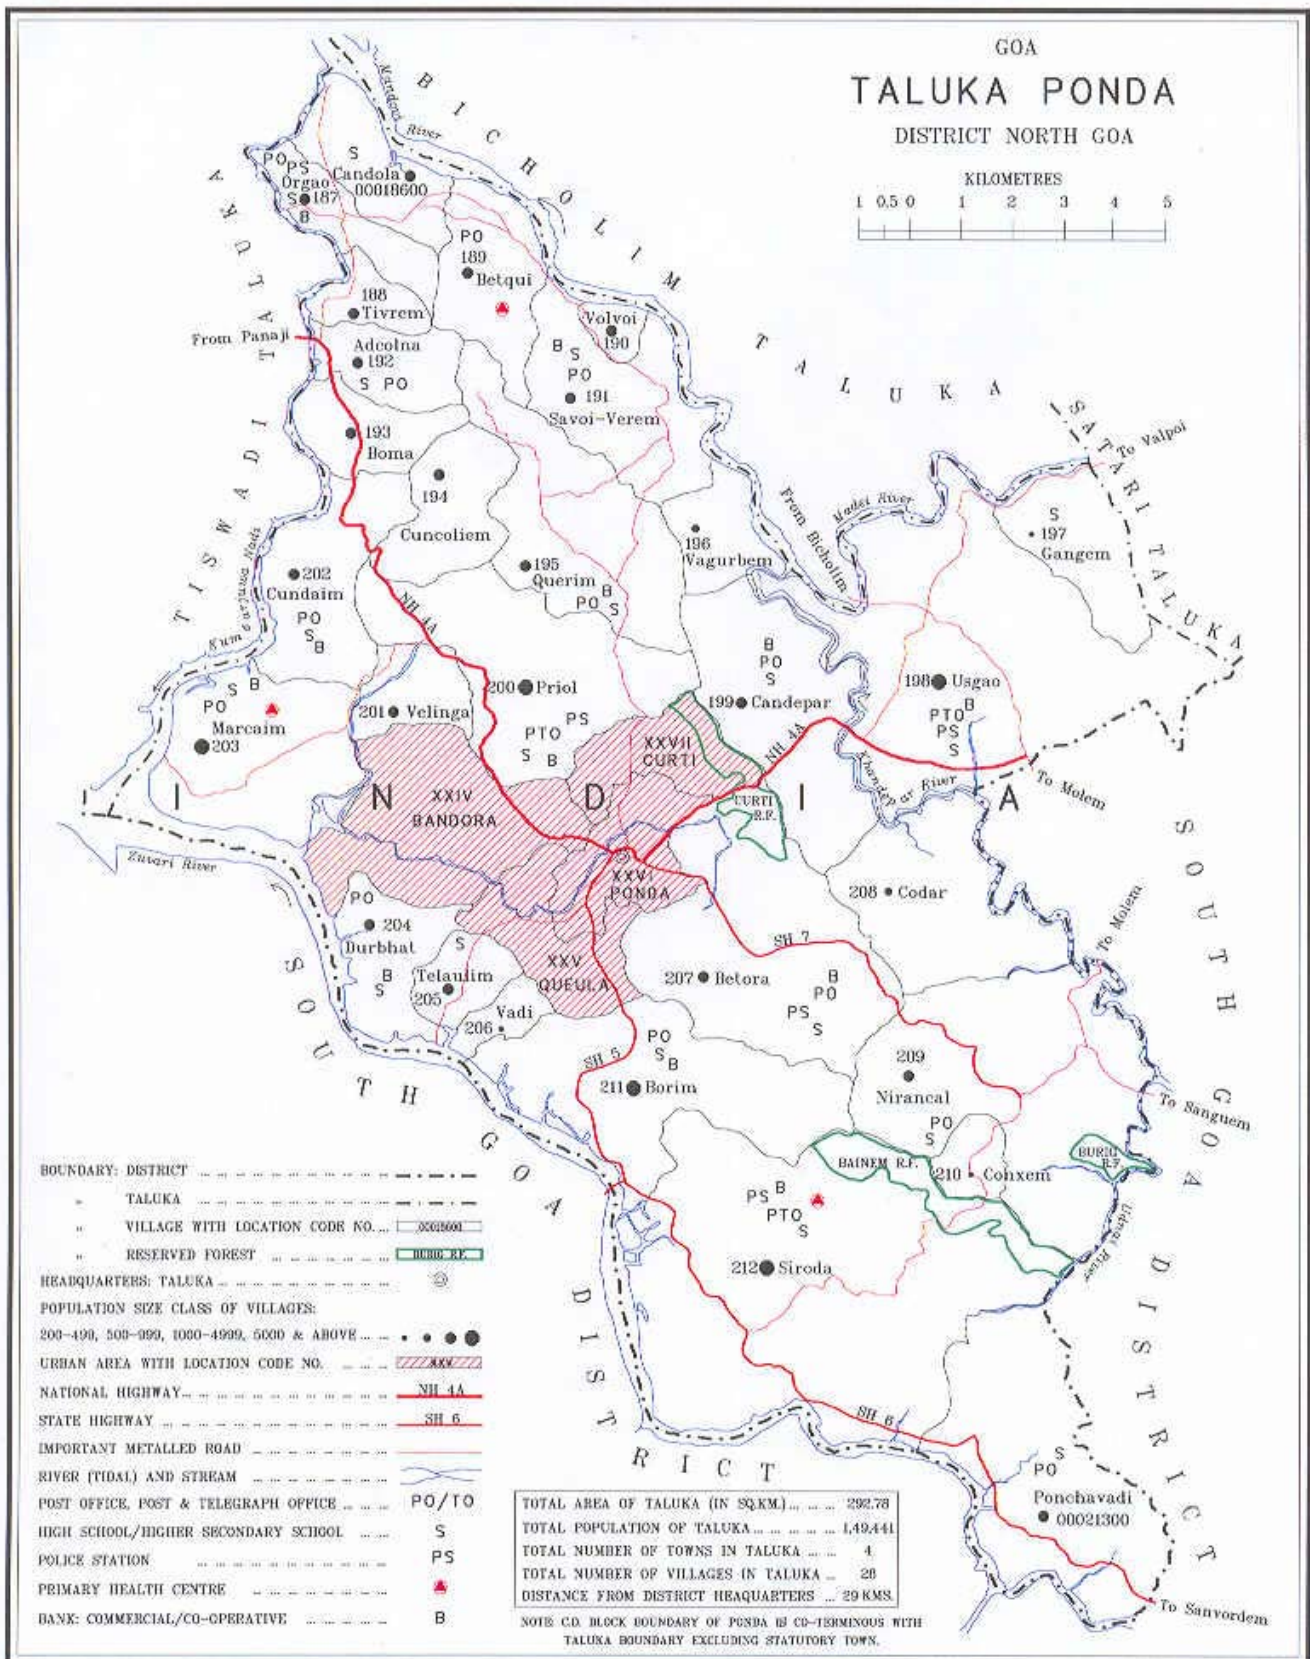 GOA
TALUKA PONDA
DISTRICT NORTH GOA
KILOMETRES
1 0.5 0 1 2 3 4 5
BICHOLIM TALUKA
Mandovi River
TISWADI TALUKA
SATARI TALUKA
SOUTH GOA DISTRICT
SOUTH GOA DISTRICT
INDIA
PO
PS
Orgao
S 187
B
S
Candola
00018600
PO
189
Betqui
188
Tivrem
From Panaji
Adcolna
192
S PO
Volvoi
190
B S
PO
191
Savoi-Verem
193
Boma
194
Cuncoliem
To Valpoi
From Bicholim
Madei River
S
197
Gangem
196
Vagurbem
195
Querim
B
PO S
202
Cundaim
PO
S
B
NH 4A
B
PO
S
199 Candepar
198 Usgao
B
PTO
PS
S
200 Priol
PS
PTO
S B
S B
PO
Marcaim
203
201 Velinga
XXVII
CURTI
NH 4A
Khandepar River
To Molem
XXIV
BANDORA
CURTI
R.F.
Zuvari River
XXVI
PONDA
208 Codar
PO
204
Durbhat
B
S
S
Telaulim
205
XXV
QUEULA
Vadi
206
SH 7
To Molem
207 Betora
B
PO
PS
S
SH 5
PO
S
B
211 Borim
209
Nirancal
PO
S
To Sanguem
BAINEM R.F.
210 Conxem
BURIG
R.F.
PS B
PTO
S
212 Siroda
SH 6
S
PO
Ponchavadi
00021300
To Sanvordem
BOUNDARY: DISTRICT
" TALUKA
" VILLAGE WITH LOCATION CODE NO. 00018600
" RESERVED FOREST BURIG R.F.
HEADQUARTERS: TALUKA
POPULATION SIZE CLASS OF VILLAGES:
200-499, 500-999, 1000-4999, 5000 & ABOVE
URBAN AREA WITH LOCATION CODE NO. XXV
NATIONAL HIGHWAY NH 4A
STATE HIGHWAY SH 6
IMPORTANT METALLED ROAD
RIVER (TIDAL) AND STREAM
POST OFFICE, POST & TELEGRAPH OFFICE PO/TO
HIGH SCHOOL/HIGHER SECONDARY SCHOOL S
POLICE STATION PS
PRIMARY HEALTH CENTRE
BANK: COMMERCIAL/CO-OPERATIVE B
TOTAL AREA OF TALUKA (IN SQ.KM.) 292.78
TOTAL POPULATION OF TALUKA 1,49,441
TOTAL NUMBER OF TOWNS IN TALUKA 4
TOTAL NUMBER OF VILLAGES IN TALUKA 28
DISTANCE FROM DISTRICT HEAQUARTERS 29 KMS.
NOTE: C.D. BLOCK BOUNDARY OF PONDA IS CO-TERMINOUS WITH
TALUKA BOUNDARY EXCLUDING STATUTORY TOWN.